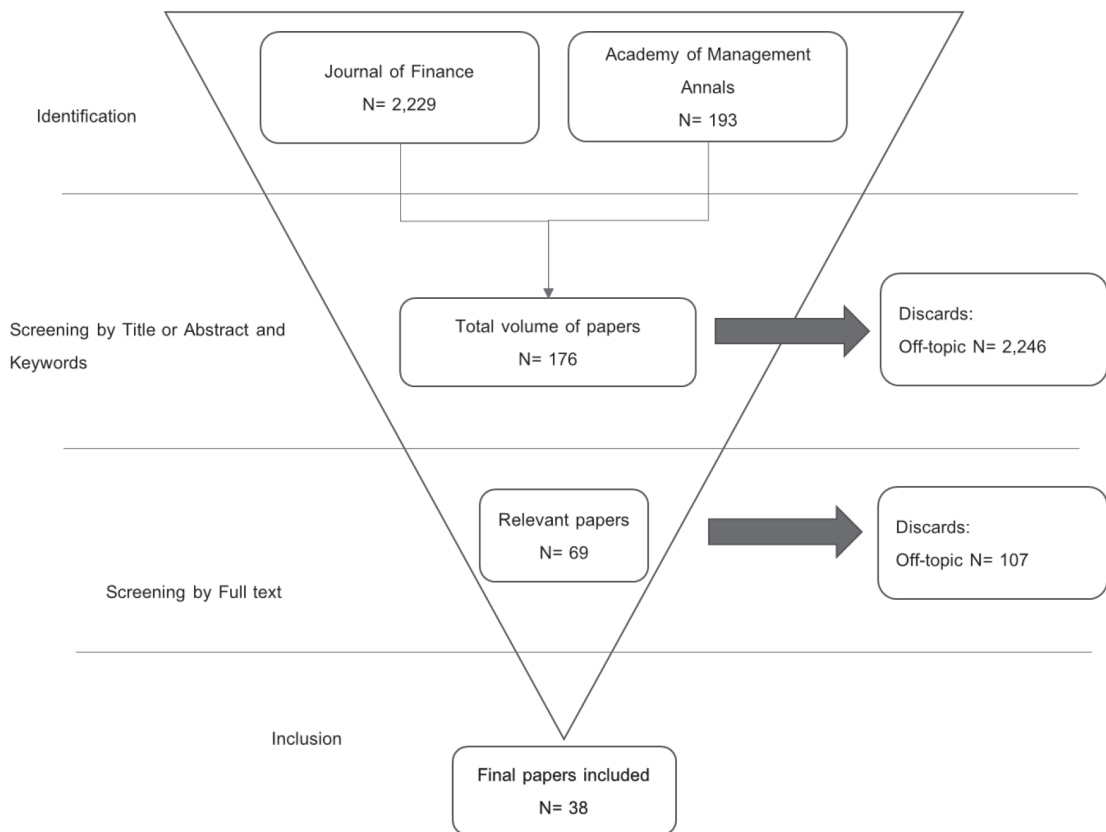 Journal of Finance
N= 2,229
Academy of Management
Annals
N= 193
Identification
Total volume of papers
N= 176
Discards:
Off-topic N= 2,246
Screening by Title or Abstract and
Keywords
Relevant papers
N= 69
Discards:
Off-topic N= 107
Screening by Full text
Inclusion
Final papers included
N= 38